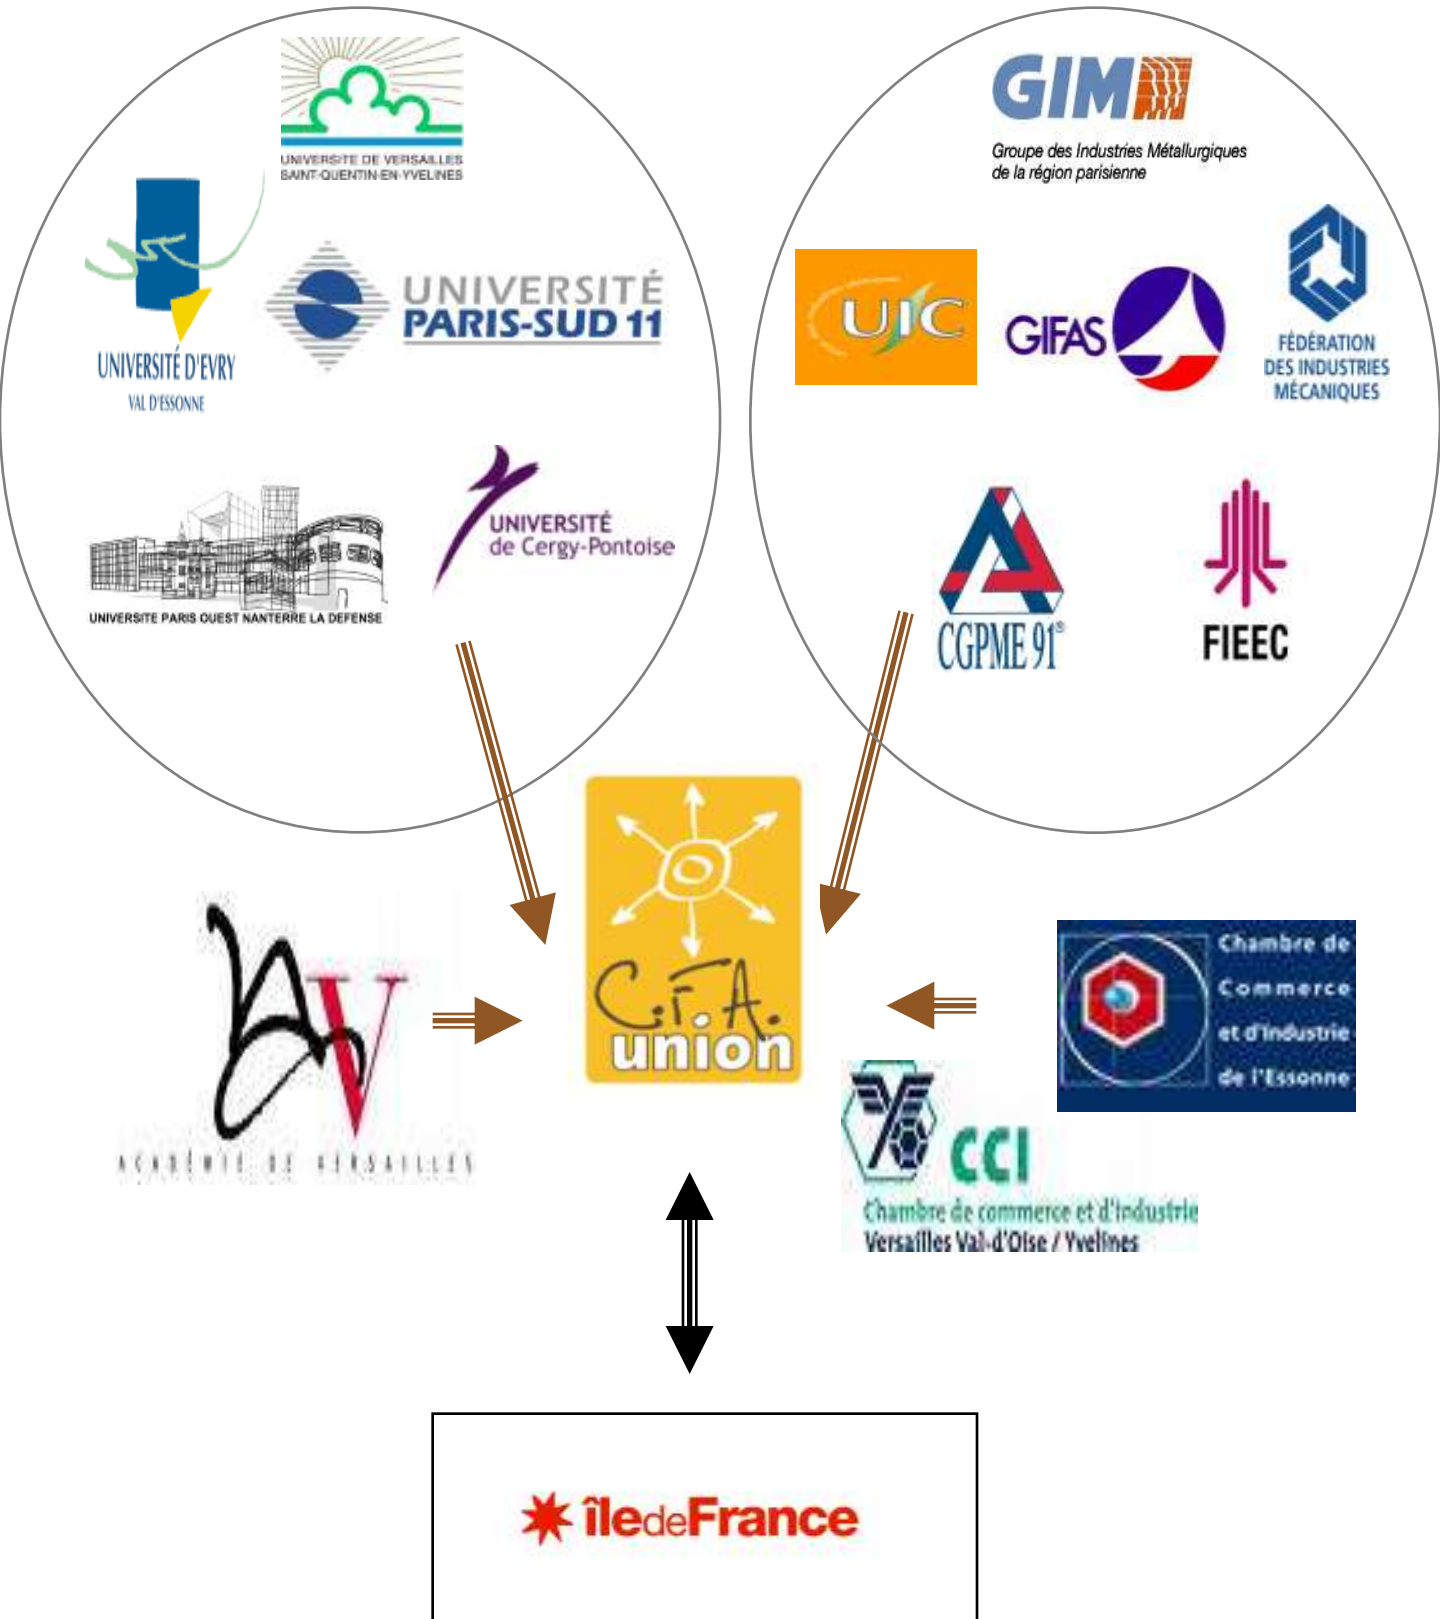 UNIVERSITE DE VERSAILLES
SAINT-QUENTIN-EN-YVELINES
UNIVERSITÉ D'EVRY
VAL D'ESSONNE
UNIVERSITÉ
PARIS-SUD 11
UNIVERSITE PARIS OUEST NANTERRE LA DEFENSE
UNIVERSITÉ
de Cergy-Pontoise
GIM
Groupe des Industries Métallurgiques
de la région parisienne
UIC
GIFAS
FÉDÉRATION
DES INDUSTRIES
MÉCANIQUES
CGPME 91®
FIEEC
AV
ACADÉMIE DE VERSAILLES
C.F.A.
union
Chambre de
Commerce
et d'Industrie
de l'Essonne
CCI
Chambre de commerce et d'Industrie
Versailles Val-d'Oise / Yvelines
îledeFrance